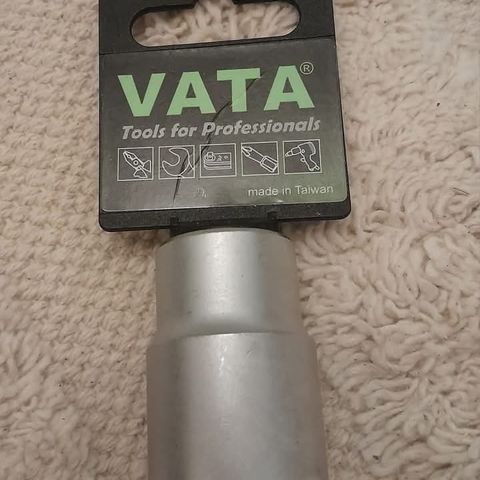 VATA®
Tools for Professionals
made in Taiwan